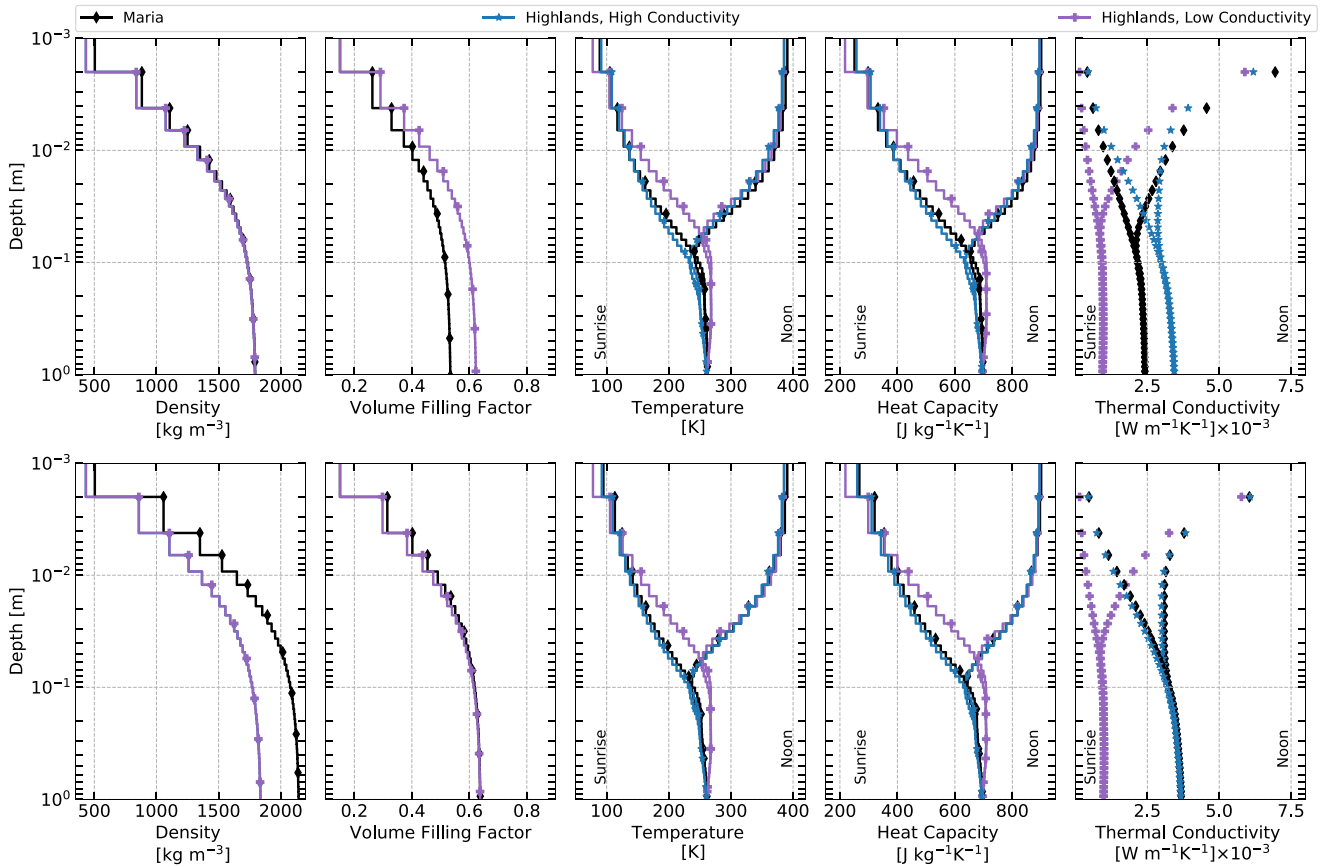 Maria
Highlands, High Conductivity
Highlands, Low Conductivity
10⁻³
10⁻²
10⁻¹
10⁰
Depth [m]
500 1000 1500 2000
Density
[kg m⁻³]
0.2 0.4 0.6 0.8
Volume Filling Factor
Sunrise
Noon
100 200 300 400
Temperature
[K]
Sunrise
Noon
200 400 600 800
Heat Capacity
[J kg⁻¹K⁻¹]
Sunrise
Noon
2.5 5.0 7.5
Thermal Conductivity
[W m⁻¹K⁻¹]×10⁻³
10⁻³
10⁻²
10⁻¹
10⁰
Depth [m]
500 1000 1500 2000
Density
[kg m⁻³]
0.2 0.4 0.6 0.8
Volume Filling Factor
Sunrise
Noon
100 200 300 400
Temperature
[K]
Sunrise
Noon
200 400 600 800
Heat Capacity
[J kg⁻¹K⁻¹]
Sunrise
Noon
2.5 5.0 7.5
Thermal Conductivity
[W m⁻¹K⁻¹]×10⁻³